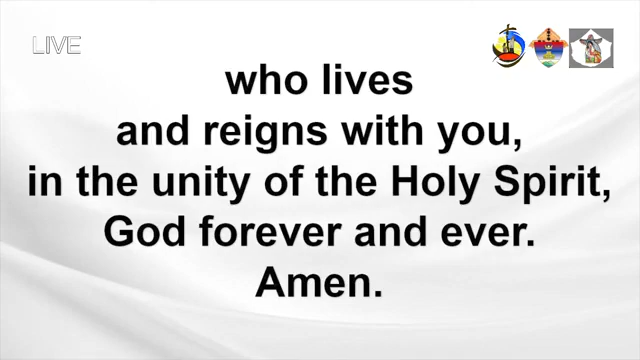 LIVE
who lives
and reigns with you,
in the unity of the Holy Spirit,
God forever and ever.
Amen.